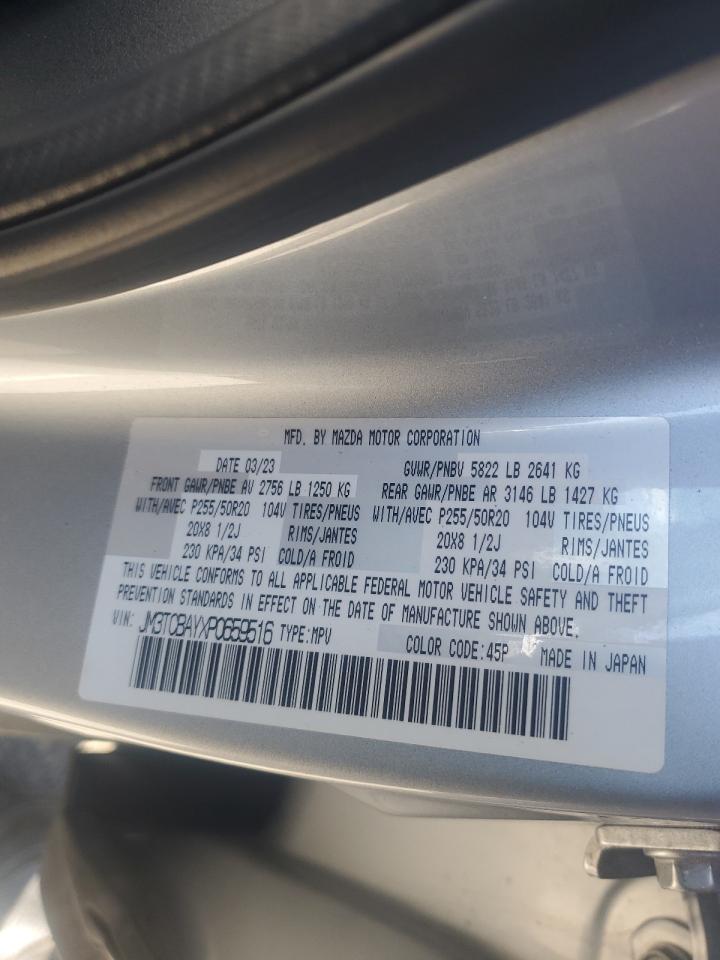 MFD. BY MAZDA MOTOR CORPORATION
DATE 03/23 GVWR/PNBV 5822 LB 2641 KG
FRONT GAWR/PNBE AV 2756 LB 1250 KG REAR GAWR/PNBE AR 3146 LB 1427 KG
WITH/AVEC P255/50R20 104V TIRES/PNEUS WITH/AVEC P255/50R20 104V TIRES/PNEUS
20X8 1/2J RIMS/JANTES 20X8 1/2J RIMS/JANTES
230 KPA/34 PSI COLD/A FROID 230 KPA/34 PSI COLD/A FROID
THIS VEHICLE CONFORMS TO ALL APPLICABLE FEDERAL MOTOR VEHICLE SAFETY AND THEFT
PREVENTION STANDARDS IN EFFECT ON THE DATE OF MANUFACTURE SHOWN ABOVE.
VIN: JM3TCBAYXP0659516 TYPE:MPV COLOR CODE:45P MADE IN JAPAN